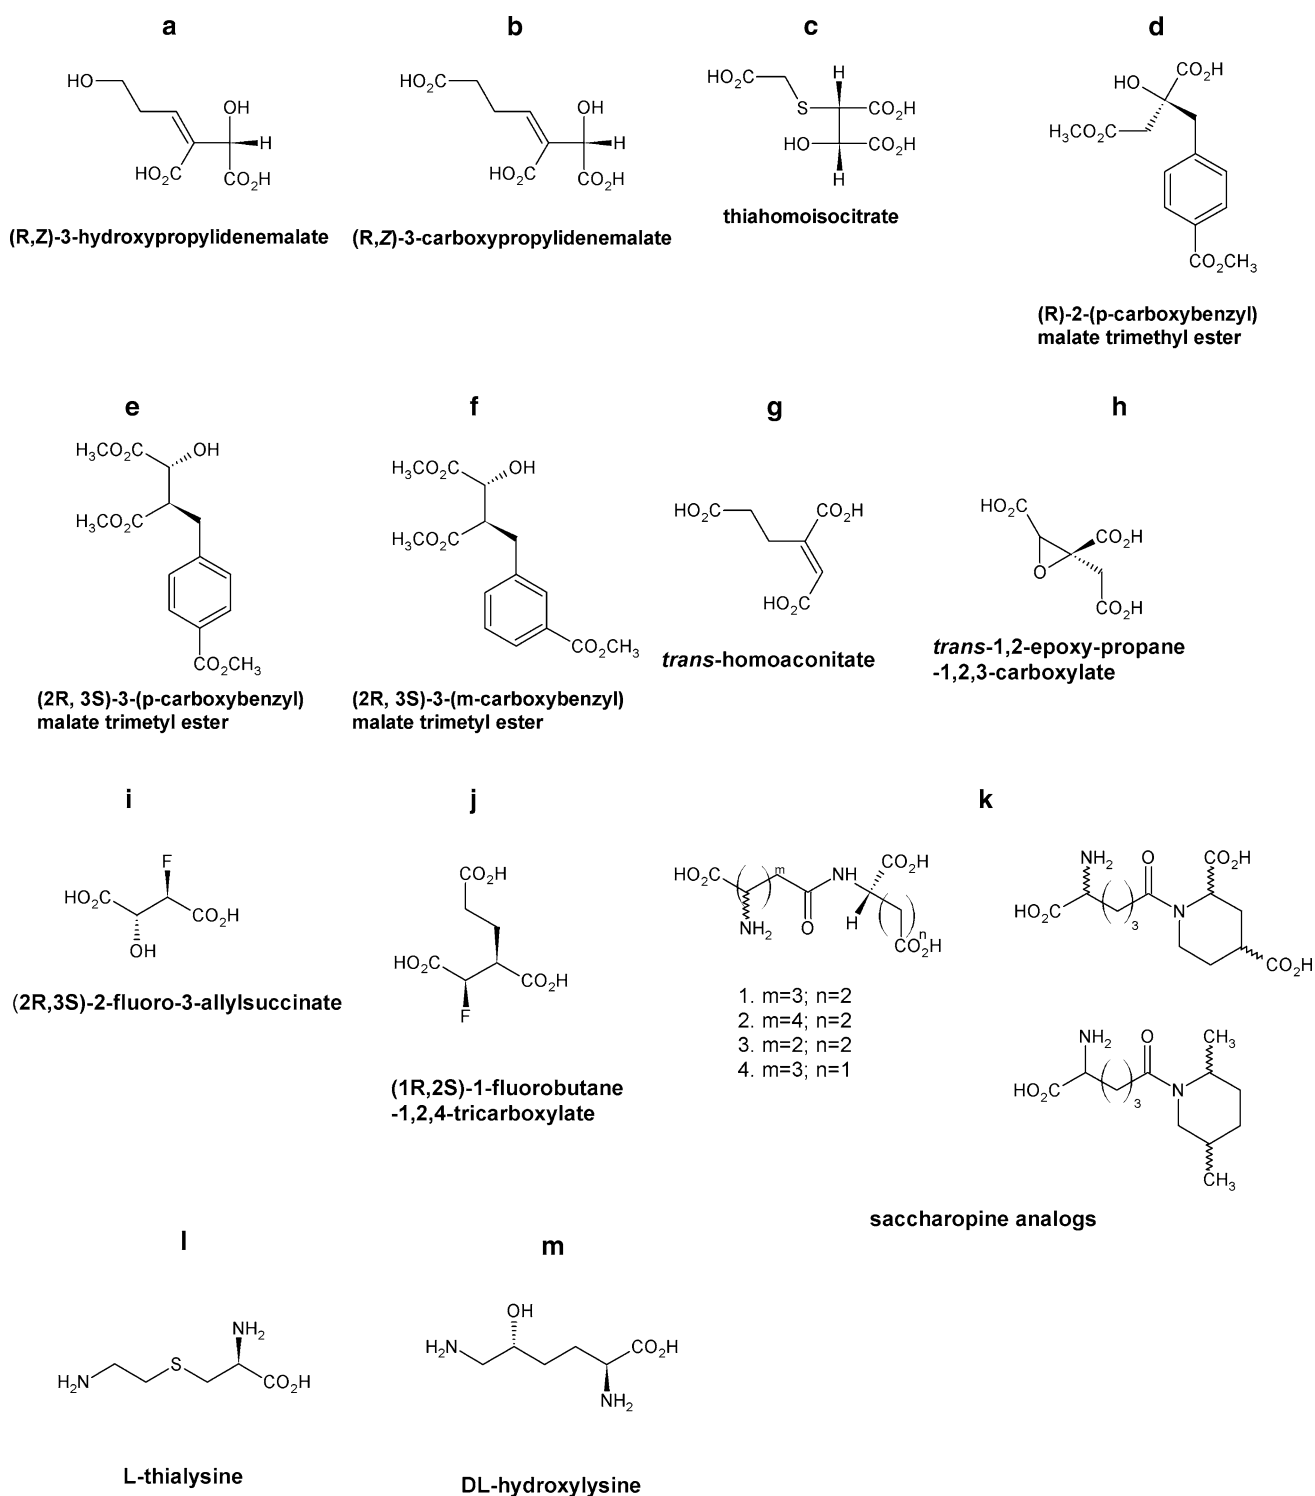 a
b
c
d
HO
OH
H
HO₂C
CO₂H
(R,Z)-3-hydroxypropylidenemalate
HO₂C
OH
H
HO₂C
CO₂H
(R,Z)-3-carboxypropylidenemalate
HO₂C
H
S
CO₂H
HO
CO₂H
H
thiahomoisocitrate
HO
CO₂H
H₃CO₂C
CO₂CH₃
(R)-2-(p-carboxybenzyl)
malate trimethyl ester
e
f
g
h
H₃CO₂C
OH
H₃CO₂C
CO₂CH₃
(2R, 3S)-3-(p-carboxybenzyl)
malate trimetyl ester
H₃CO₂C
OH
H₃CO₂C
CO₂CH₃
(2R, 3S)-3-(m-carboxybenzyl)
malate trimetyl ester
HO₂C
CO₂H
HO₂C
trans-homoaconitate
HO₂C
CO₂H
O
CO₂H
trans-1,2-epoxy-propane
-1,2,3-carboxylate
i
j
k
F
HO₂C
CO₂H
OH
(2R,3S)-2-fluoro-3-allylsuccinate
CO₂H
HO₂C
CO₂H
F
(1R,2S)-1-fluorobutane
-1,2,4-tricarboxylate
HO₂C
m
NH
CO₂H
NH₂
O
H
n
CO₂H
1. m=3; n=2
2. m=4; n=2
3. m=2; n=2
4. m=3; n=1
NH₂
O
CO₂H
HO₂C
3
N
CO₂H
NH₂
O
CH₃
HO₂C
3
N
CH₃
saccharopine analogs
l
m
NH₂
S
H₂N
CO₂H
L-thialysine
OH
H₂N
CO₂H
NH₂
DL-hydroxylysine